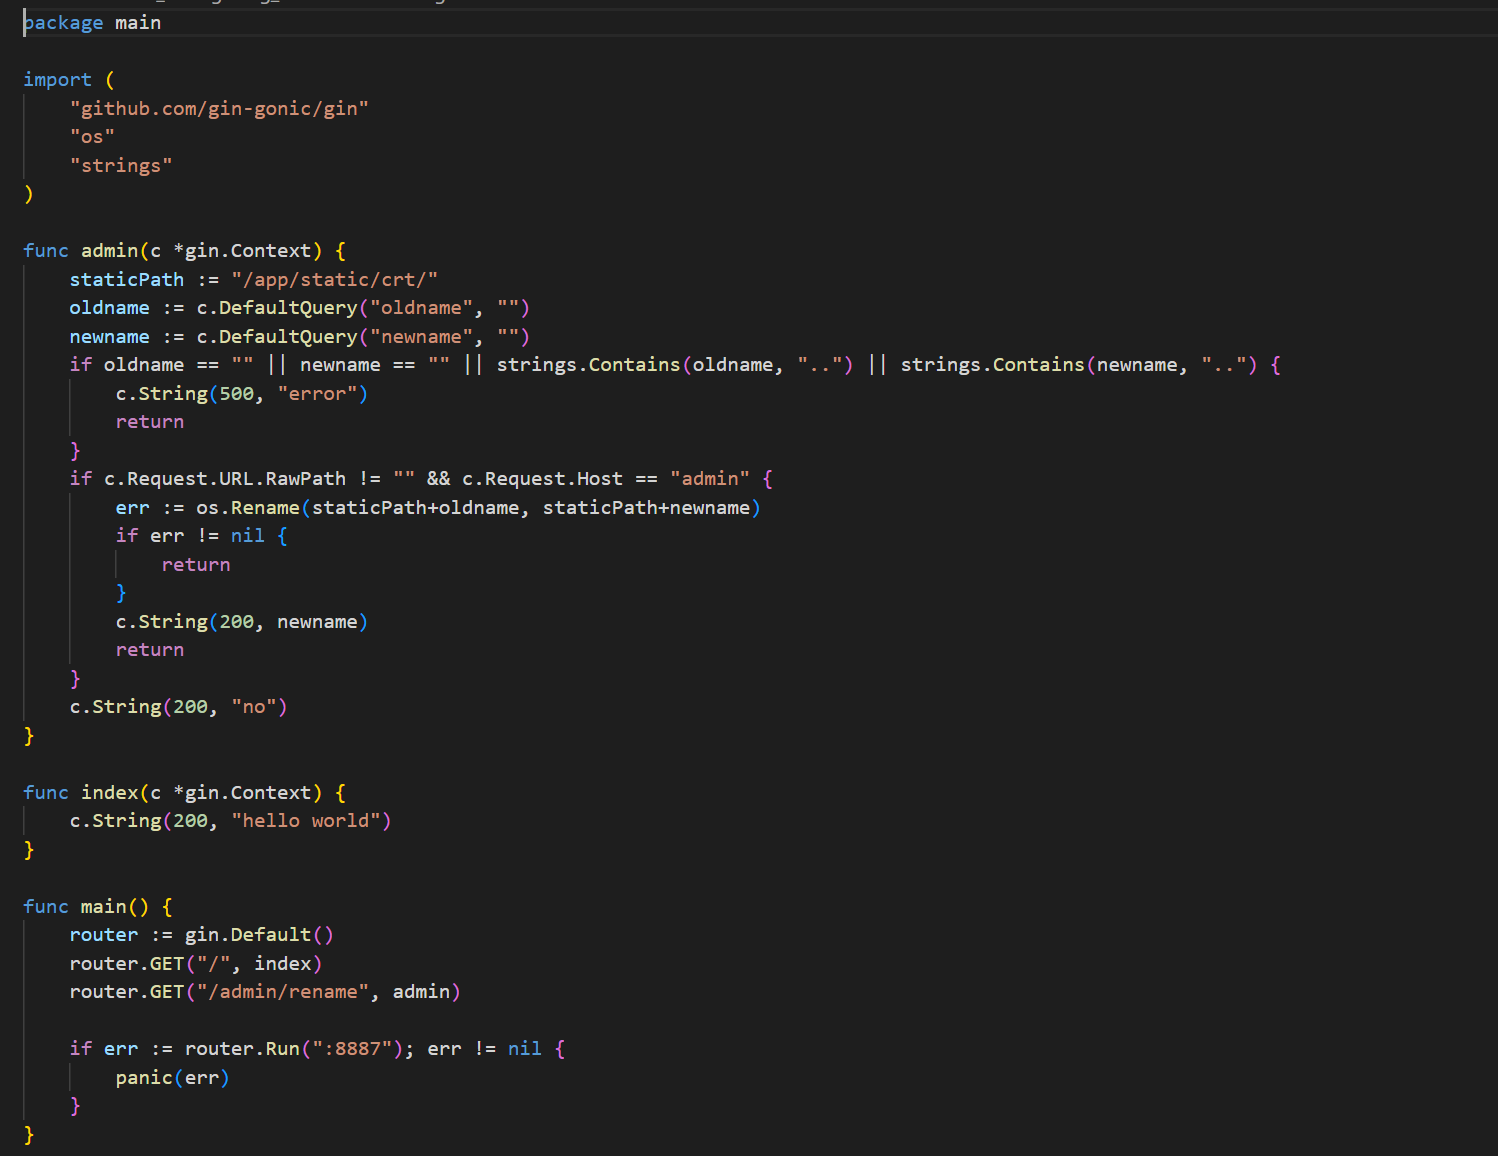 package main
import (
"github.com/gin-gonic/gin"
"os"
"strings"
)
func admin(c *gin.Context) {
staticPath := "/app/static/crt/"
oldname := c.DefaultQuery("oldname", "")
newname := c.DefaultQuery("newname", "")
if oldname == "" || newname == "" || strings.Contains(oldname, "..") || strings.Contains(newname, "..") {
c.String(500, "error")
return
}
if c.Request.URL.RawPath != "" && c.Request.Host == "admin" {
err := os.Rename(staticPath+oldname, staticPath+newname)
if err != nil {
return
}
c.String(200, newname)
return
}
c.String(200, "no")
}
func index(c *gin.Context) {
c.String(200, "hello world")
}
func main() {
router := gin.Default()
router.GET("/", index)
router.GET("/admin/rename", admin)
if err := router.Run(":8887"); err != nil {
panic(err)
}
}